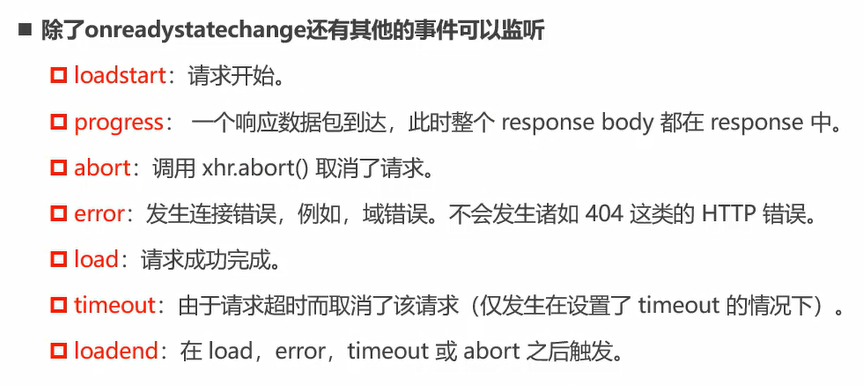 除了onreadystatechange还有其他的事件可以监听
loadstart：请求开始。
progress： 一个响应数据包到达，此时整个 response body 都在 response 中。
abort：调用 xhr.abort() 取消了请求。
error：发生连接错误，例如，域错误。不会发生诸如 404 这类的 HTTP 错误。
load：请求成功完成。
timeout：由于请求超时而取消了该请求（仅发生在设置了 timeout 的情况下）。
loadend：在 load，error，timeout 或 abort 之后触发。